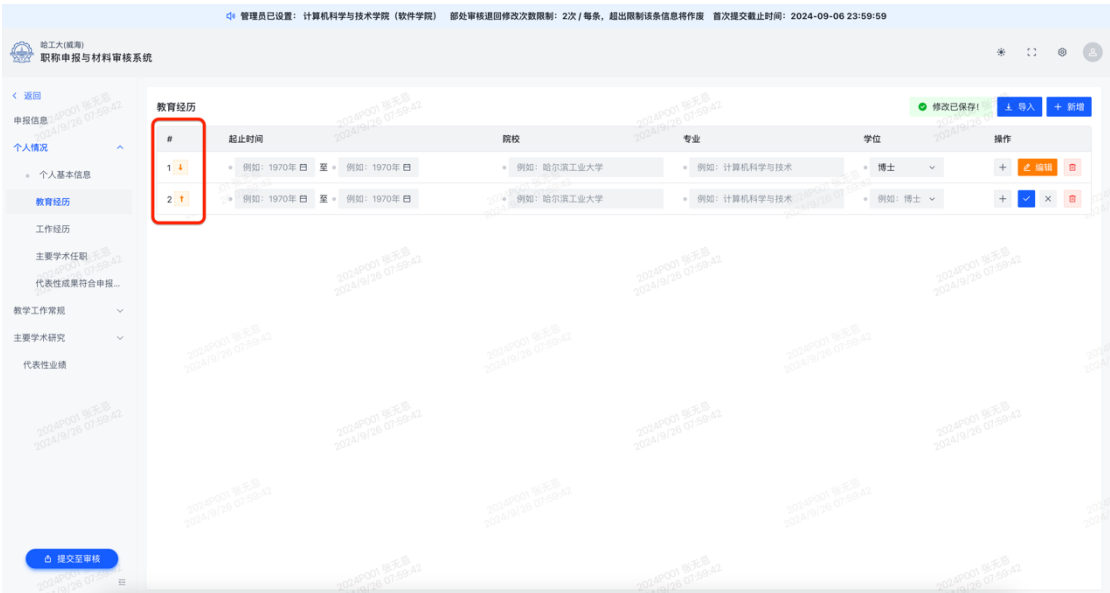 管理员已设置： 计算机科学与技术学院（软件学院） 部处审核退回修改次数限制：2次 / 每条，超出限制该条信息将作废 首次提交截止时间：2024-09-06 23:59:59
哈工大(威海)
职称申报与材料审核系统
返回
申报信息
个人情况
个人基本信息
教育经历
工作经历
主要学术任职
代表性成果符合申报...
教学工作常规
主要学术研究
代表性业绩
提交至审核
教育经历
修改已保存！ 导入 新增
# 起止时间 院校 专业 学位 操作
1 例如：1970年 至 例如：1970年 例如：哈尔滨工业大学 例如：计算机科学与技术 博士 编辑
2 例如：1970年 至 例如：1970年 例如：哈尔滨工业大学 例如：计算机科学与技术 例如：博士
2024P001 张无忌
2024/9/26 07:59:42